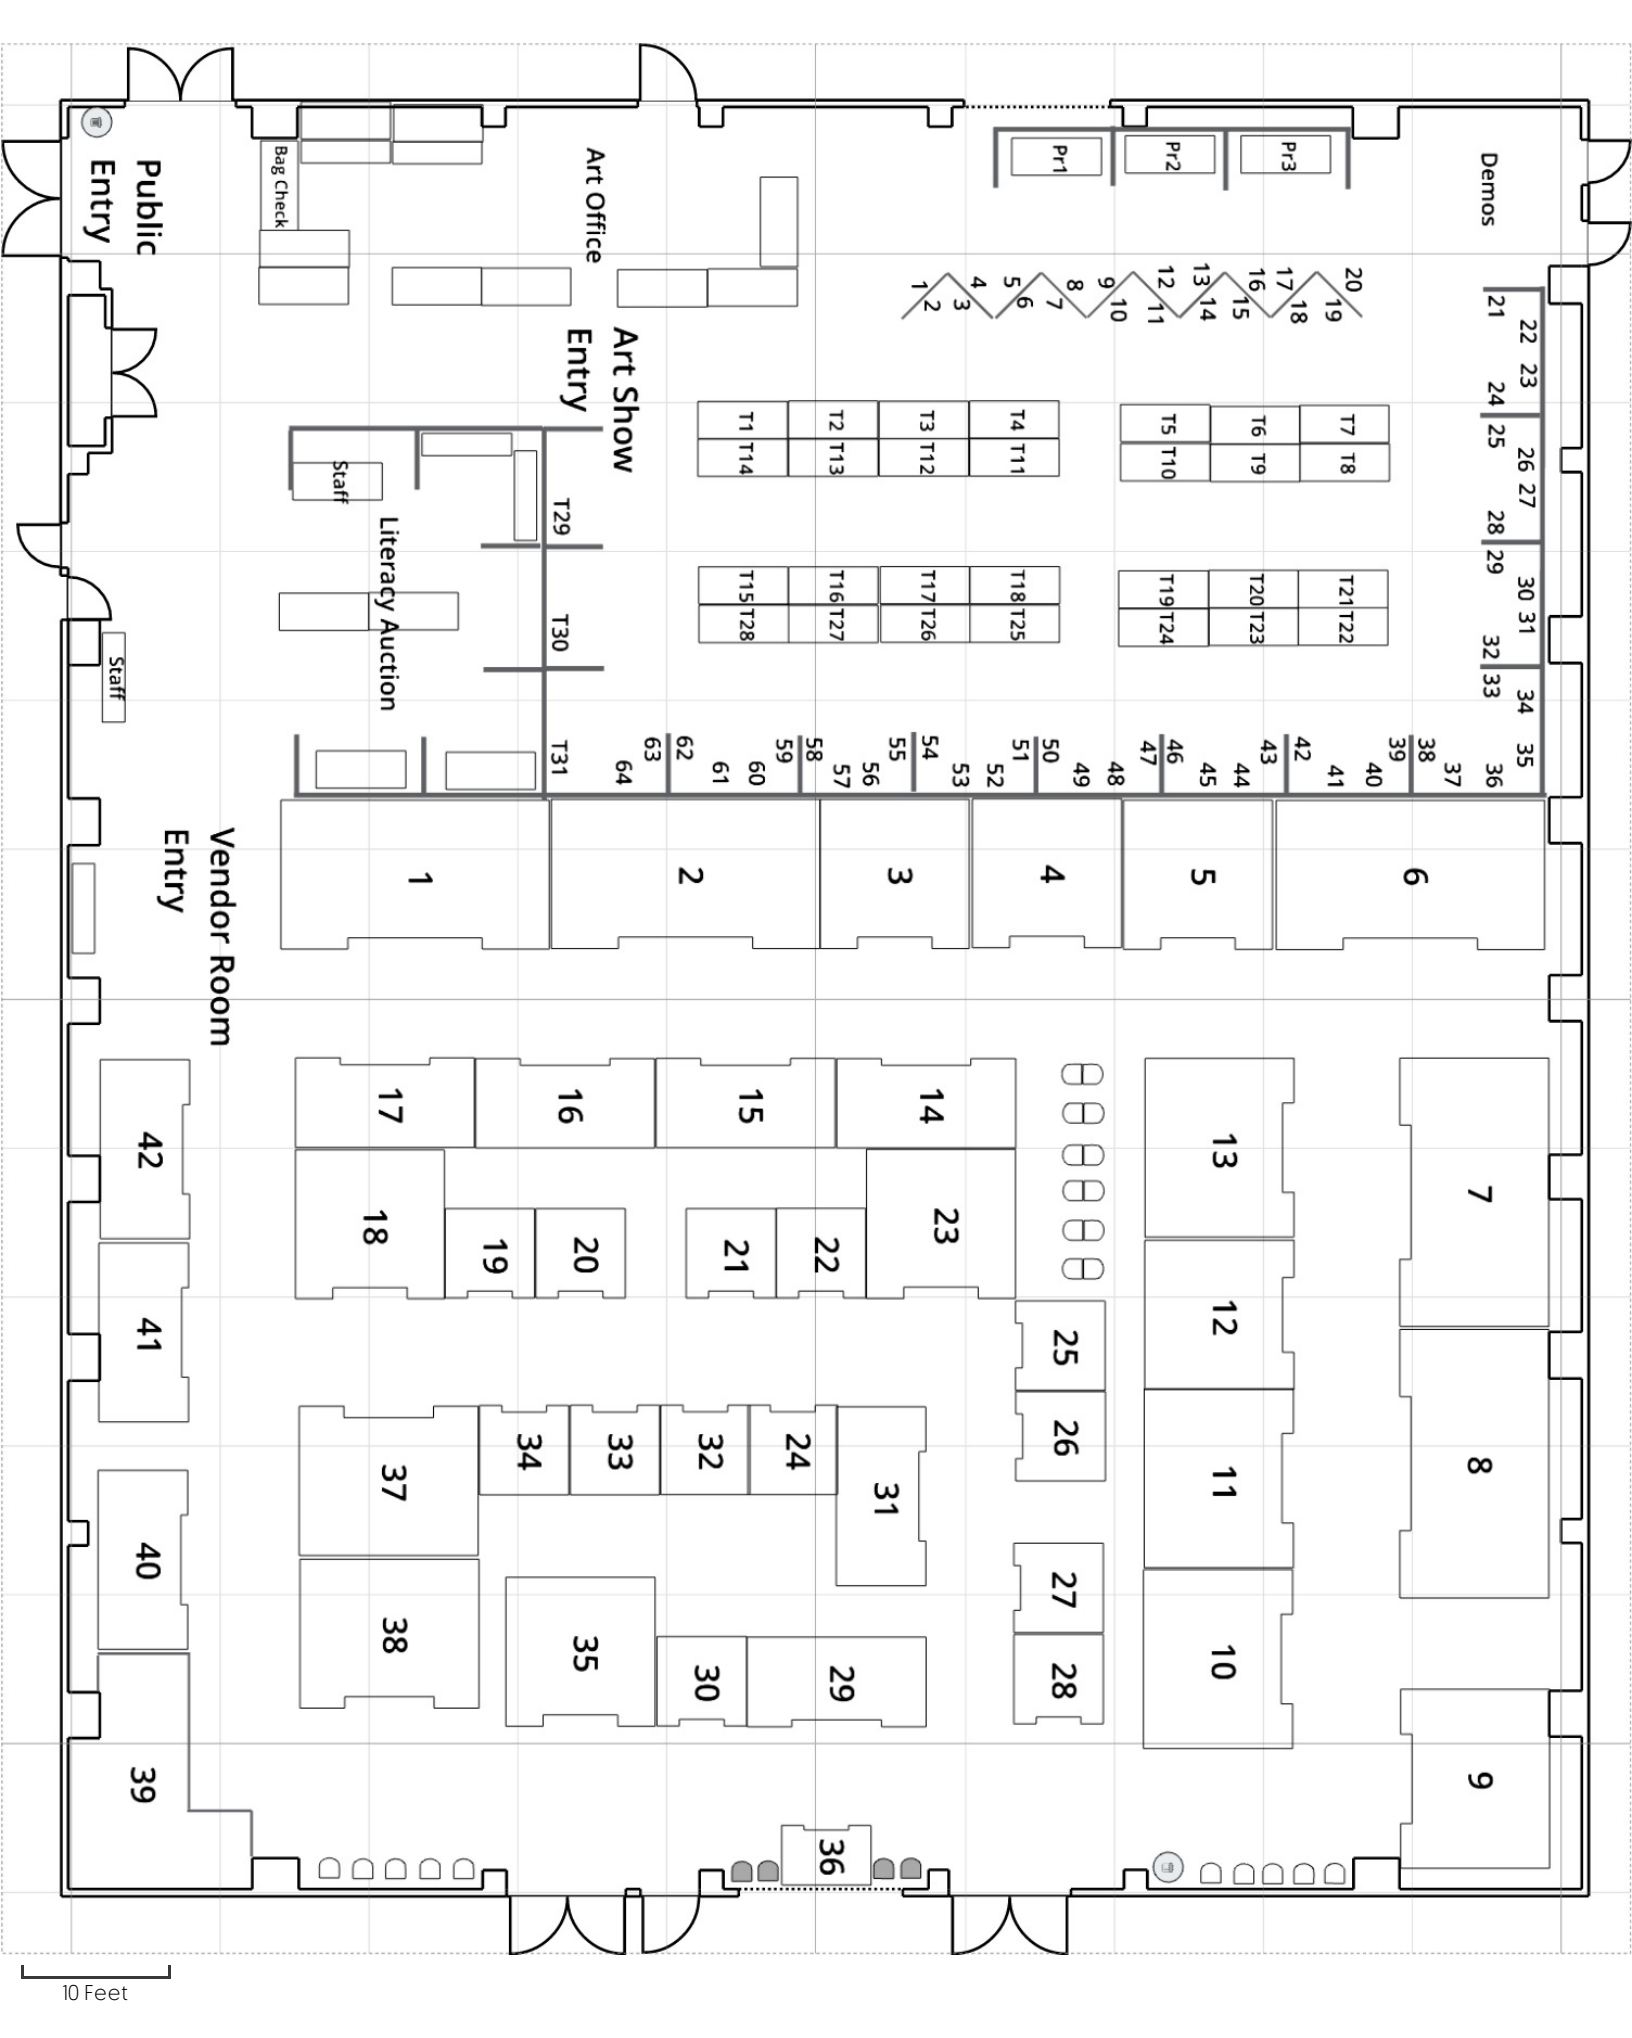 Public
Entry
Bag Check
Art Office
Pr1
Pr2
Pr3
Demos
Art Show
Entry
1
2
3
4
5
6
7
8
9
10
11
12
13
14
15
16
17
18
19
20
21
22
23
24
25
26
27
28
29
30
31
32
33
34
35
36
37
38
39
40
41
42
43
44
45
46
47
48
49
50
51
52
53
54
55
56
57
58
59
60
61
62
63
64
T1
T2
T3
T4
T5
T6
T7
T14
T13
T12
T11
T10
T9
T8
T15
T16
T17
T18
T19
T20
T21
T28
T27
T26
T25
T24
T23
T22
T29
T30
T31
Staff
Literacy Auction
Staff
Vendor Room
Entry
1
2
3
4
5
6
7
8
9
10
11
12
13
14
15
16
17
18
19
20
21
22
23
24
25
26
27
28
29
30
31
32
33
34
35
36
37
38
39
40
41
42
10 Feet